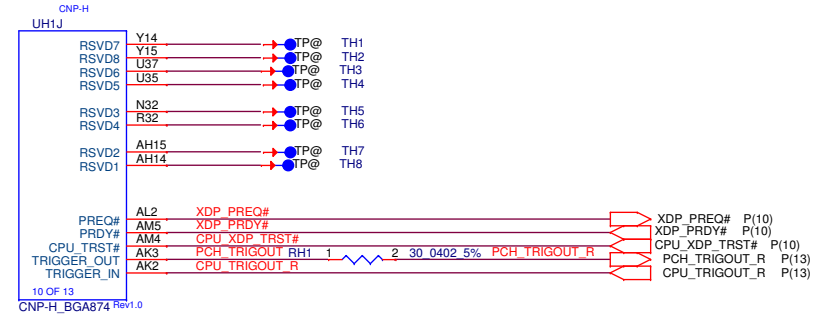 CNP-H
UH1J
RSVD7 Y14 TP@ TH1
RSVD8 Y15 TP@ TH2
RSVD6 U37 TP@ TH3
RSVD5 U35 TP@ TH4
RSVD3 N32 TP@ TH5
RSVD4 R32 TP@ TH6
RSVD2 AH15 TP@ TH7
RSVD1 AH14 TP@ TH8
PREQ# AL2 XDP_PREQ# XDP_PREQ# P(10)
PRDY# AM5 XDP_PRDY# XDP_PRDY# P(10)
CPU_TRST# AM4 CPU_XDP_TRST# CPU_XDP_TRST# P(10)
TRIGGER_OUT AK3 PCH_TRIGOUT RH1 1 2 30_0402_5% PCH_TRIGOUT_R PCH_TRIGOUT_R P(13)
TRIGGER_IN AK2 CPU_TRIGOUT_R CPU_TRIGOUT_R P(13)
10 OF 13
CNP-H_BGA874 Rev1.0